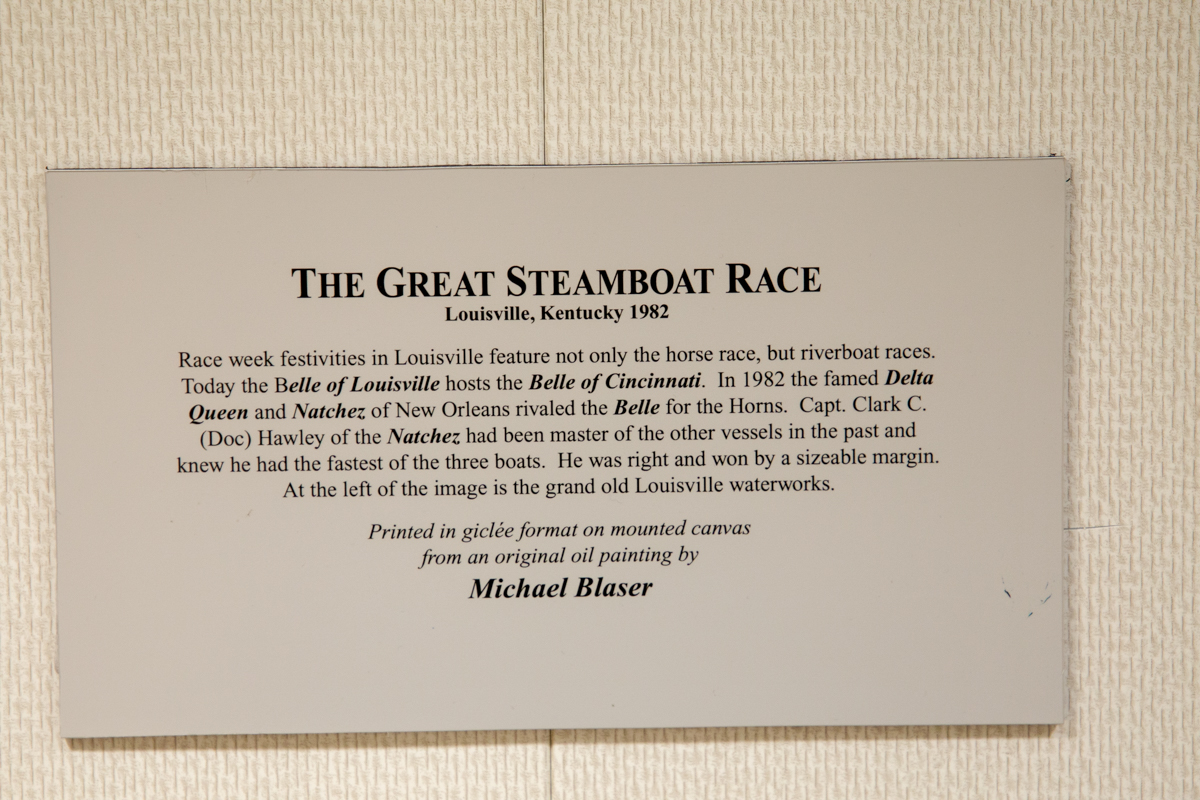 THE GREAT STEAMBOAT RACE
Louisville, Kentucky 1982
Race week festivities in Louisville feature not only the horse race, but riverboat races.
Today the Belle of Louisville hosts the Belle of Cincinnati.  In 1982 the famed Delta
Queen and Natchez of New Orleans rivaled the Belle for the Horns.  Capt. Clark C.
(Doc) Hawley of the Natchez had been master of the other vessels in the past and
knew he had the fastest of the three boats.  He was right and won by a sizeable margin.
At the left of the image is the grand old Louisville waterworks.
Printed in giclée format on mounted canvas
from an original oil painting by
Michael Blaser